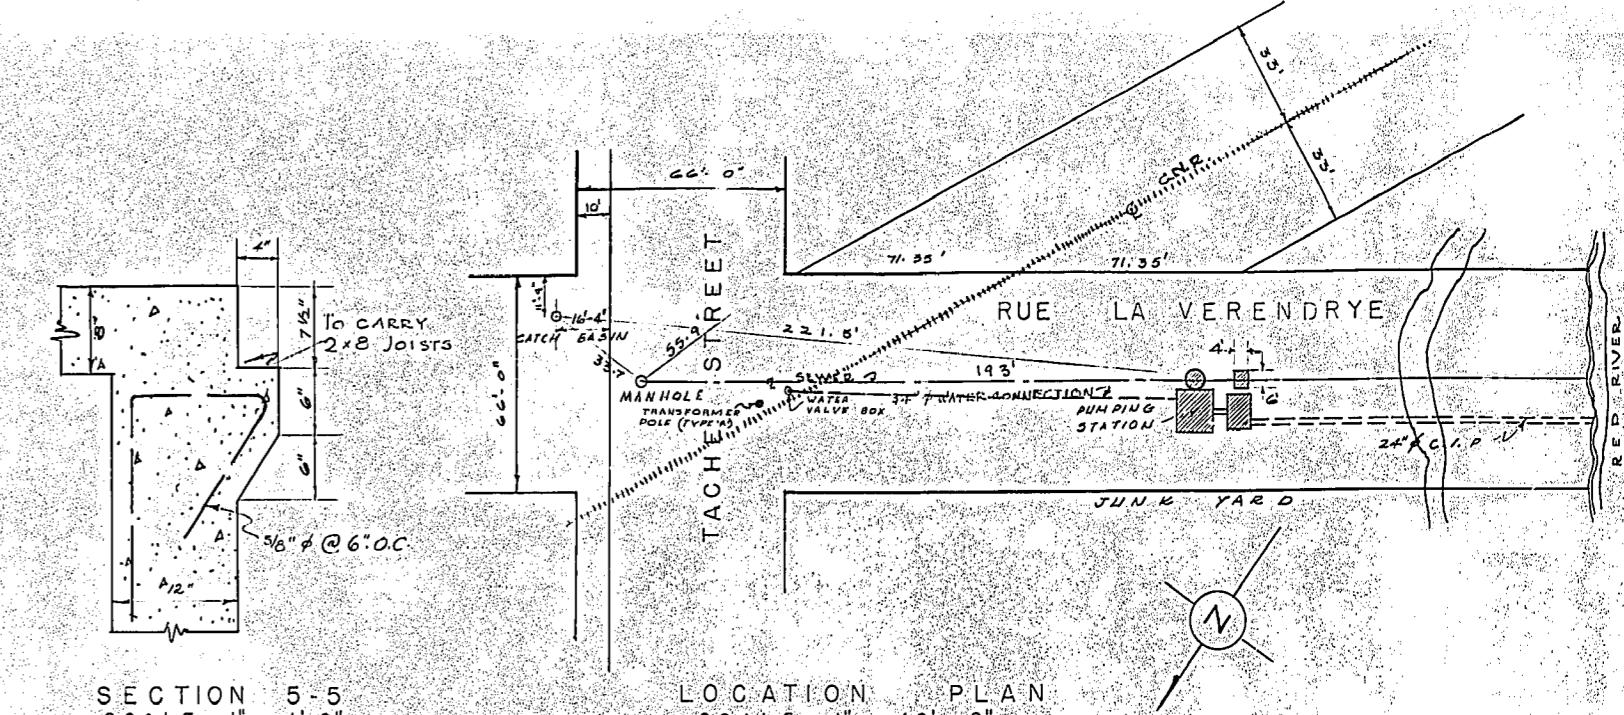 4"
8"
7½"
TO CARRY
2x8 JOISTS
6"
6"
5/8" ϕ @ 6" O.C.
12"
SECTION 5-5
66'-0"
10'
TACHE STREET
66'-0"
16'-4"
CATCH BASIN
33.7
55.9
MANHOLE
TRANSFORMER
POLE (TYPE "A")
SEWER
WATER
VALVE BOX
WATER CONNECTION
221.8'
193'
71.35'
71.35'
C.N.R.
33'
33'
RUE LA VERENDRYE
4'
6'
PUMPING
STATION
24" ϕ C.I.P.
RED RIVER
JUNK YARD
N
LOCATION PLAN